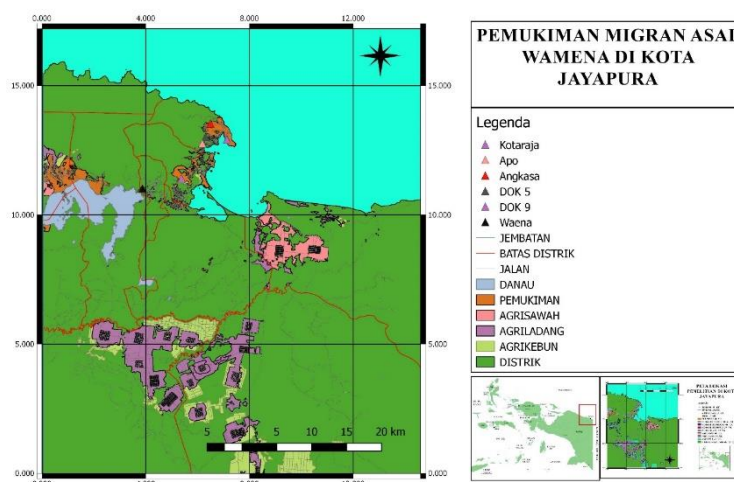 0.000 4.000 8.000 12.000
15.000 15.000
10.000 10.000
5.000 5.000
0.000 0.000
5 0 5 10 15 20 km
PEMUKIMAN MIGRAN ASAL
WAMENA DI KOTA
JAYAPURA
Legenda
Kotaraja
Apo
Angkasa
DOK 5
DOK 9
Waena
JEMBATAN
BATAS DISTRIK
JALAN
DANAU
PEMUKIMAN
AGRISAWAH
AGRILADANG
AGRIKEBUN
DISTRIK
JAYAPURA